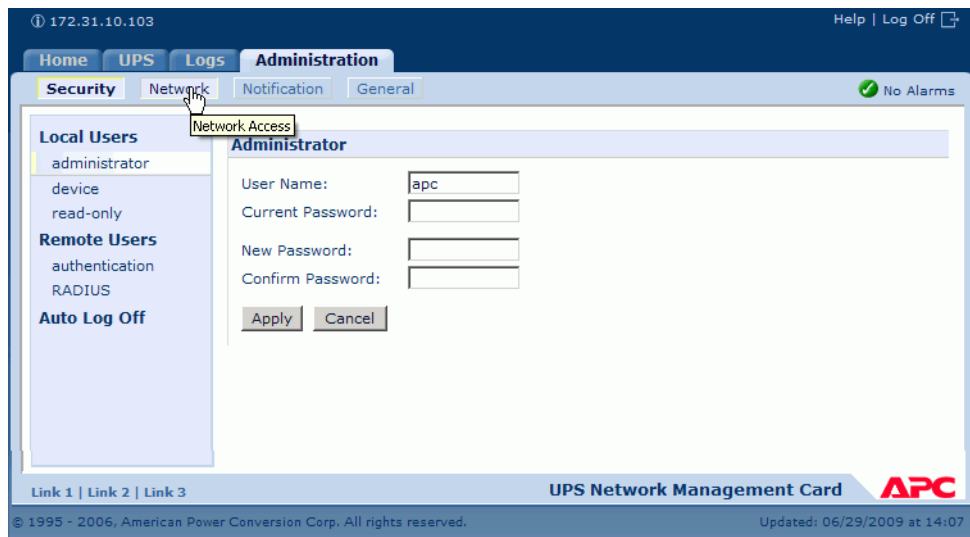 172.31.10.103
Help | Log Off
Home UPS Logs Administration
Security Network Notification General
No Alarms
Network Access
Local Users
administrator
device
read-only
Remote Users
authentication
RADIUS
Auto Log Off
Administrator
User Name: apc
Current Password:
New Password:
Confirm Password:
Apply Cancel
Link 1 | Link 2 | Link 3
UPS Network Management Card
APC
© 1995 - 2006, American Power Conversion Corp. All rights reserved.
Updated: 06/29/2009 at 14:07